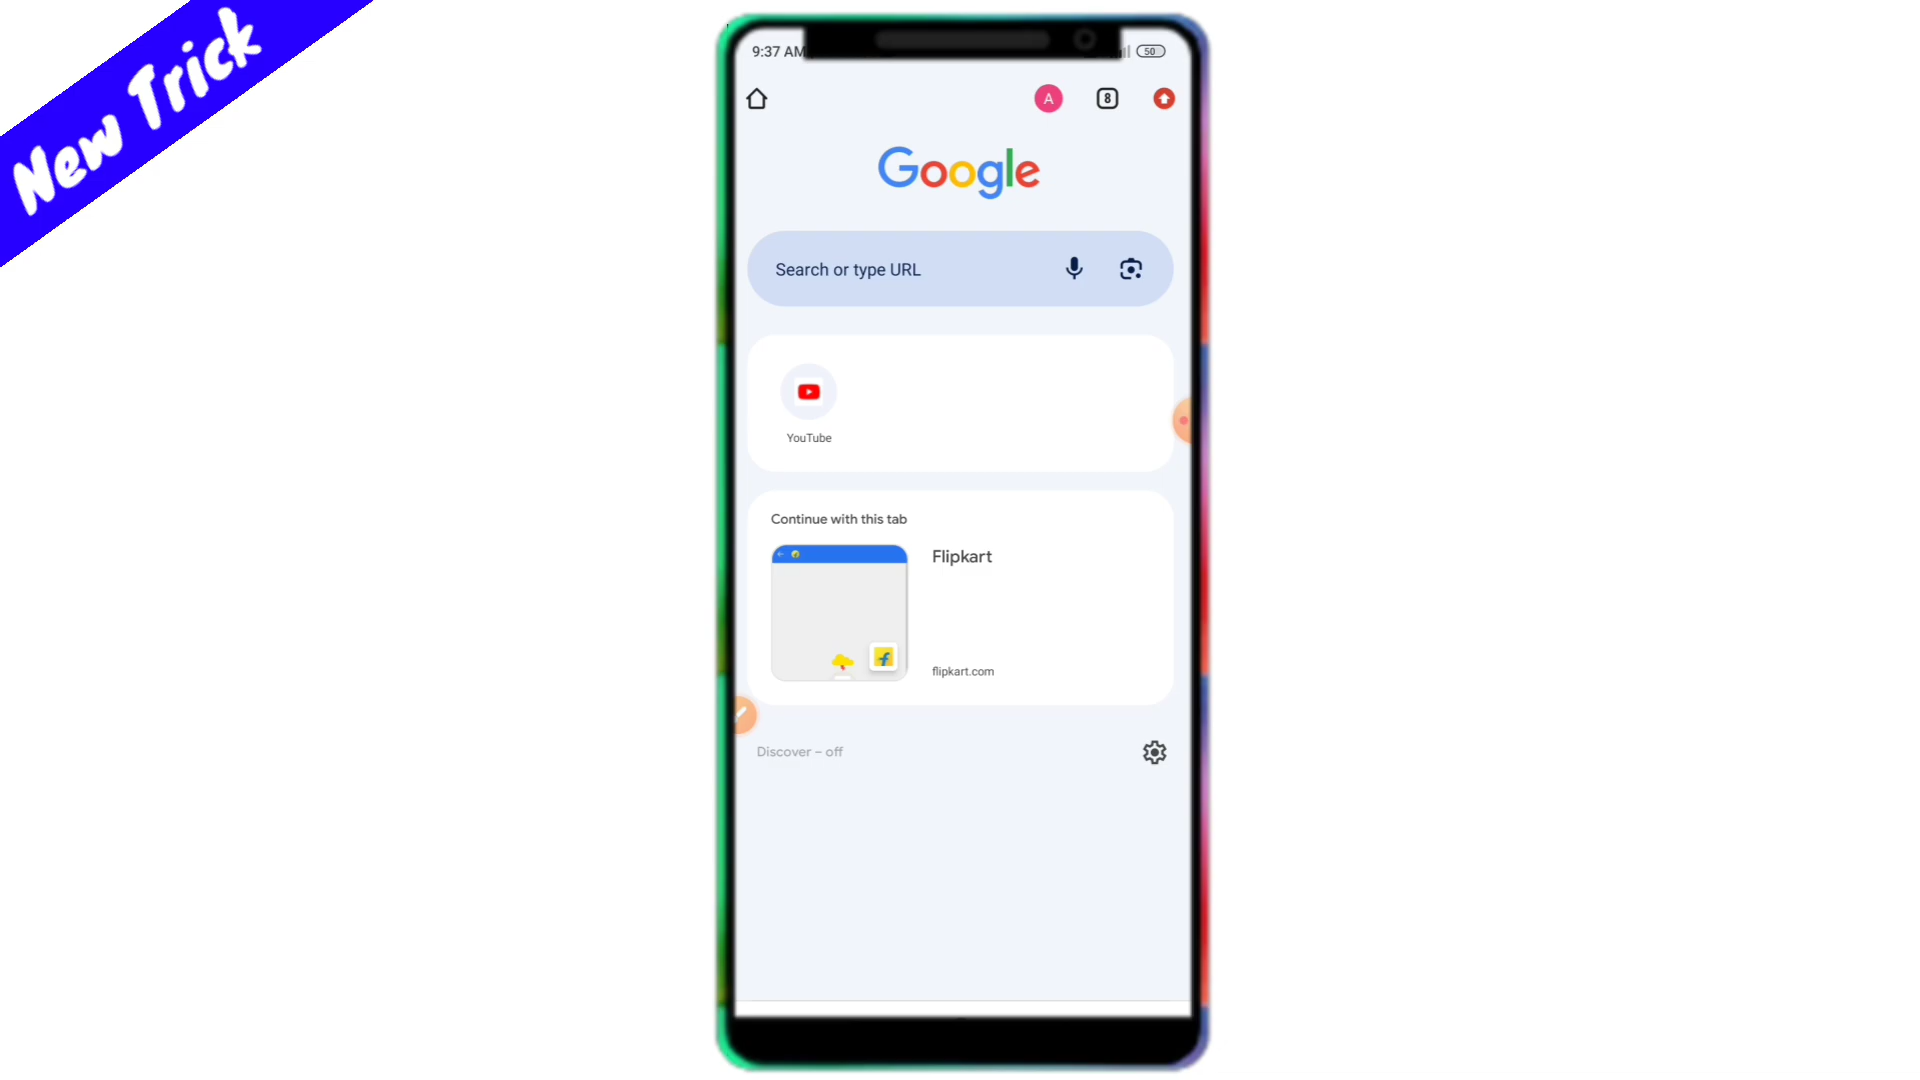 New Trick
9:37 AM
50
A
8
Google
Search or type URL
YouTube
Continue with this tab
Flipkart
flipkart.com
Discover – off